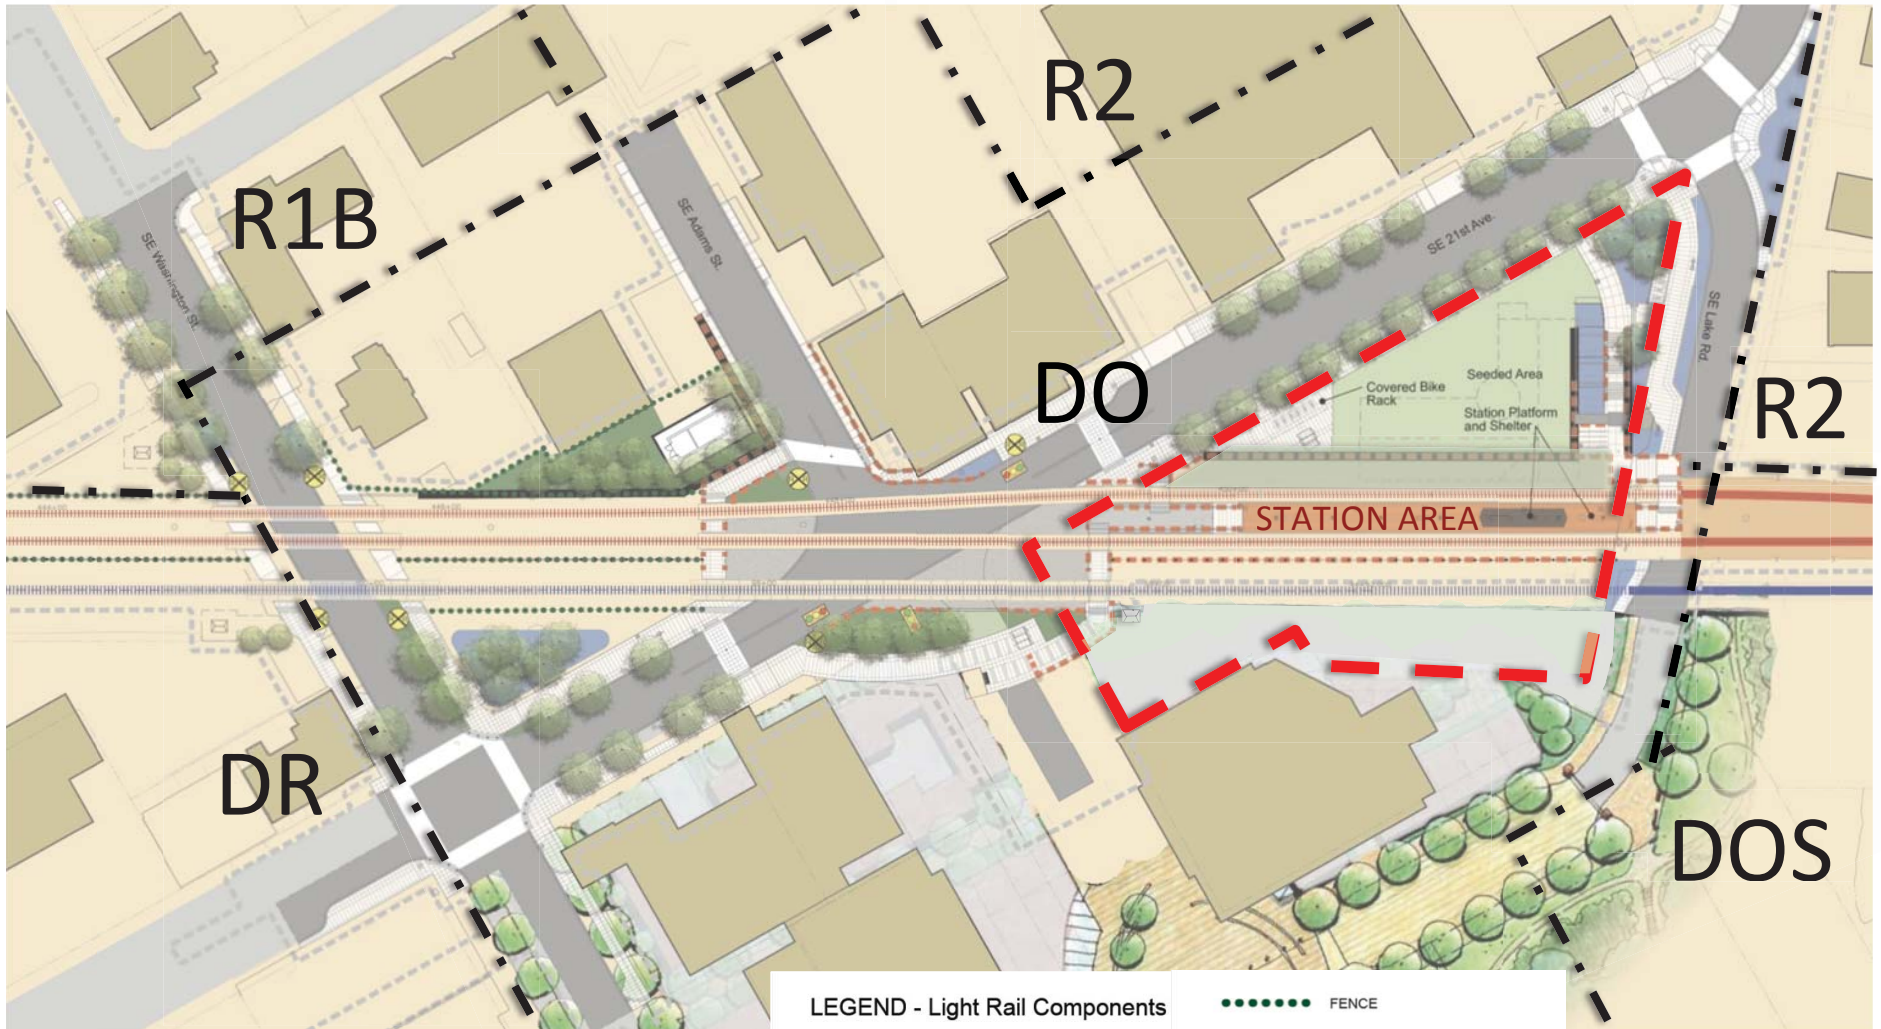 R2
R1B
SE Washington St.
SE Adams St.
SE 21st Ave.
SE Lake Rd.
DO
Covered Bike
Rack
Seeded Area
Station Platform
and Shelter
R2
STATION AREA
DR
DOS
LEGEND - Light Rail Components
FENCE